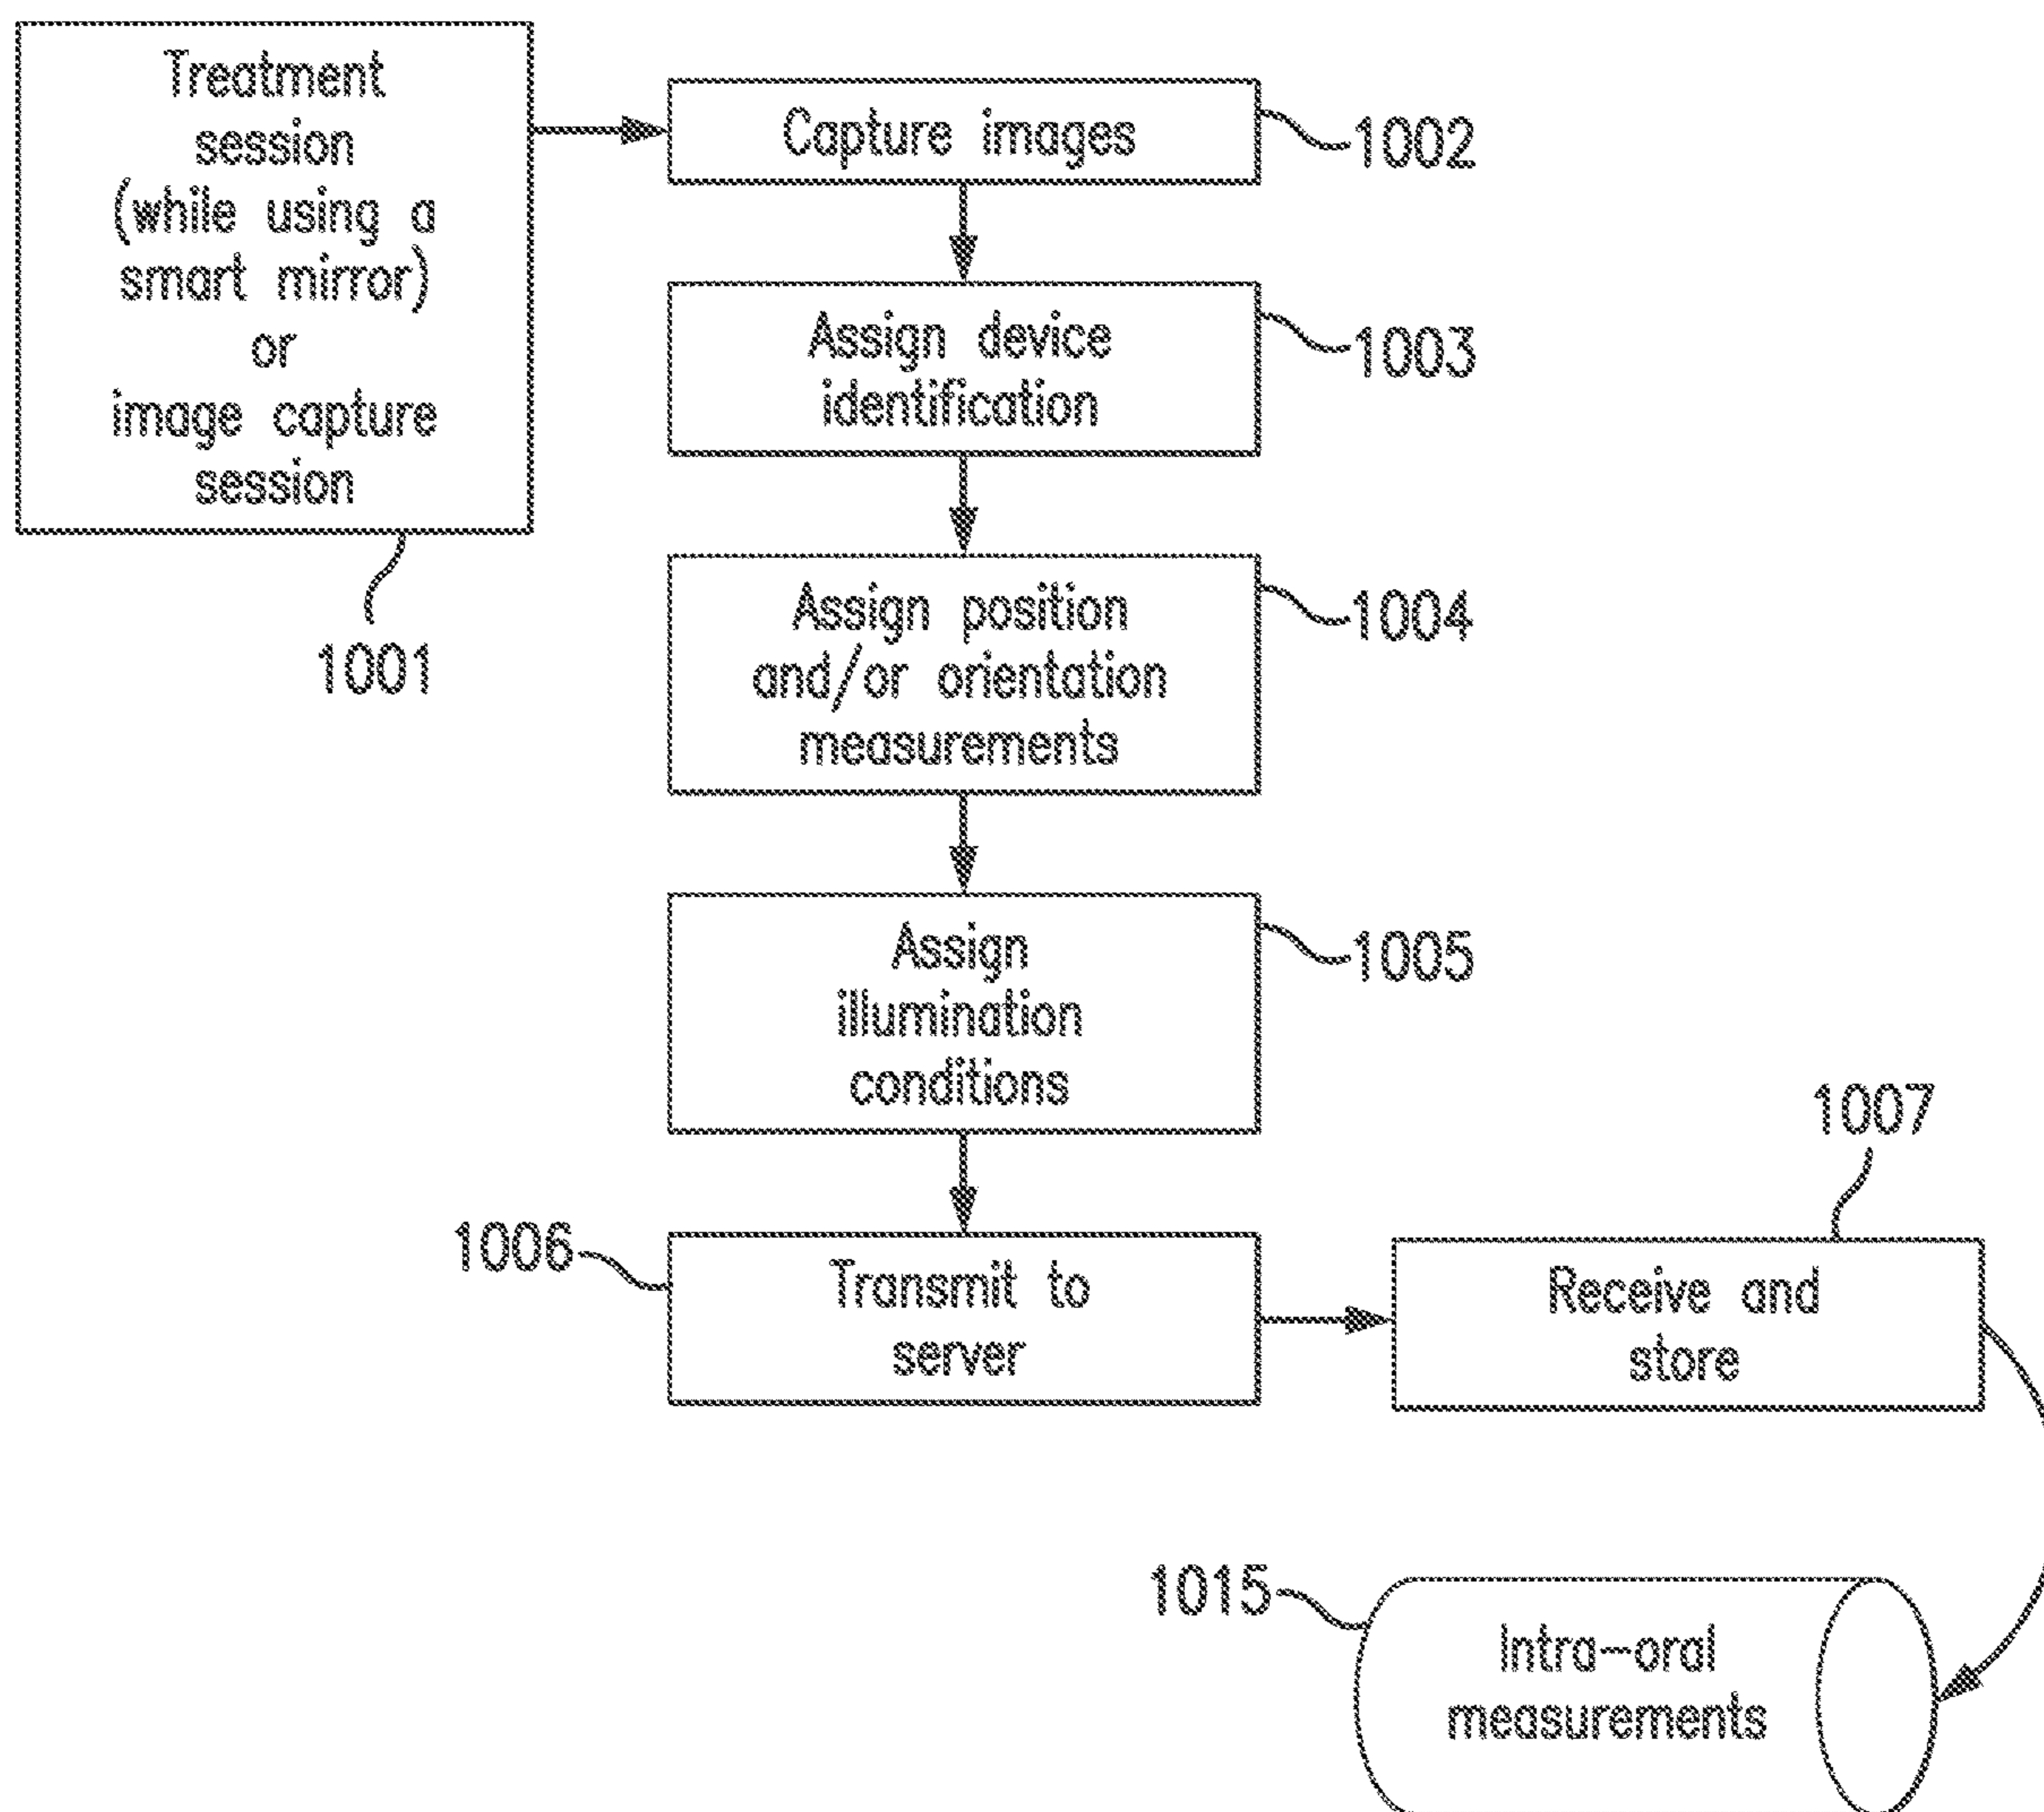 Treatment
session
(while using a
smart mirror)
or
image capture
session
1001
Capture images
1002
Assign device
identification
1003
Assign position
and/or orientation
measurements
1004
Assign
illumination
conditions
1005
1006
Transmit to
server
1007
Receive and
store
1015
Intra-oral
measurements